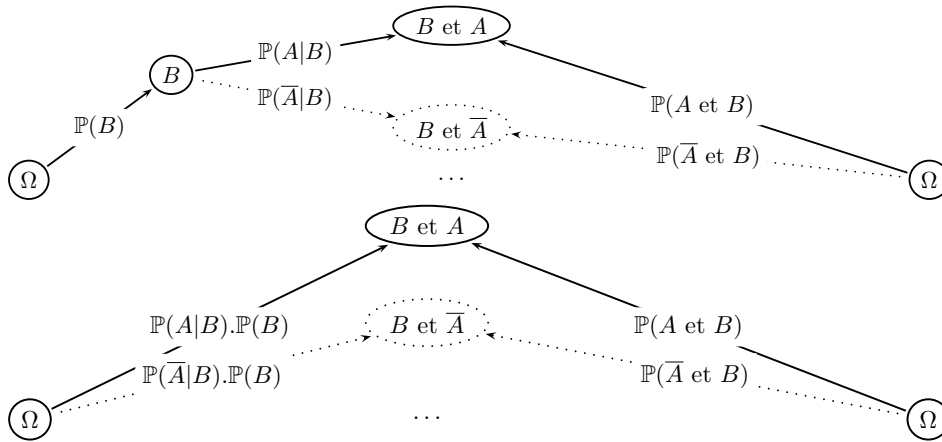 B et A
ℙ(A|B)
B
ℙ(A̅|B)
ℙ(A et B)
ℙ(B)
B et A̅
ℙ(A̅ et B)
Ω
Ω
...
B et A
ℙ(A|B).ℙ(B)
B et A̅
ℙ(A et B)
ℙ(A̅|B).ℙ(B)
ℙ(A̅ et B)
Ω
...
Ω